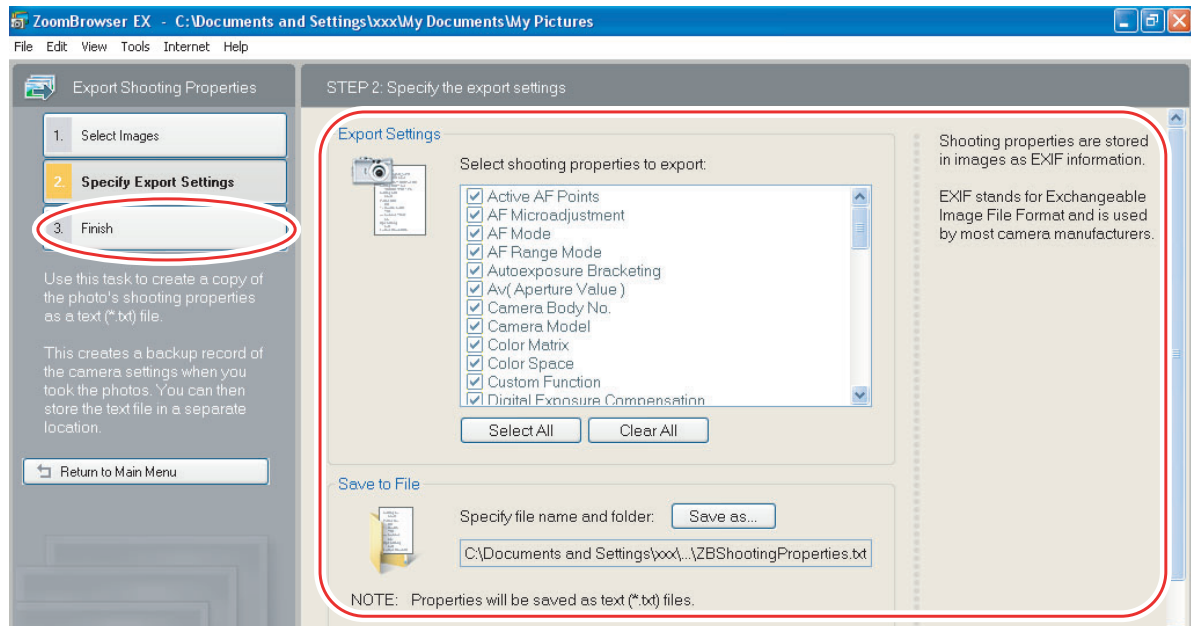 ZoomBrowser EX - C:\Documents and Settings\xxx\My Documents\My Pictures
File Edit View Tools Internet Help
Export Shooting Properties
STEP 2: Specify the export settings
1. Select Images
2. Specify Export Settings
3. Finish
Use this task to create a copy of
the photo's shooting properties
as a text (*.txt) file.
This creates a backup record of
the camera settings when you
took the photos. You can then
store the text file in a separate
location.
Return to Main Menu
Export Settings
Select shooting properties to export:
Active AF Points
AF Microadjustment
AF Mode
AF Range Mode
Autoexposure Bracketing
Av( Aperture Value )
Camera Body No.
Camera Model
Color Matrix
Color Space
Custom Function
Digital Exposure Compensation
Select All Clear All
Save to File
Specify file name and folder: Save as...
C:\Documents and Settings\xxx\...\ZBShootingProperties.txt
NOTE: Properties will be saved as text (*.txt) files.
Shooting properties are stored
in images as EXIF information.
EXIF stands for Exchangeable
Image File Format and is used
by most camera manufacturers.